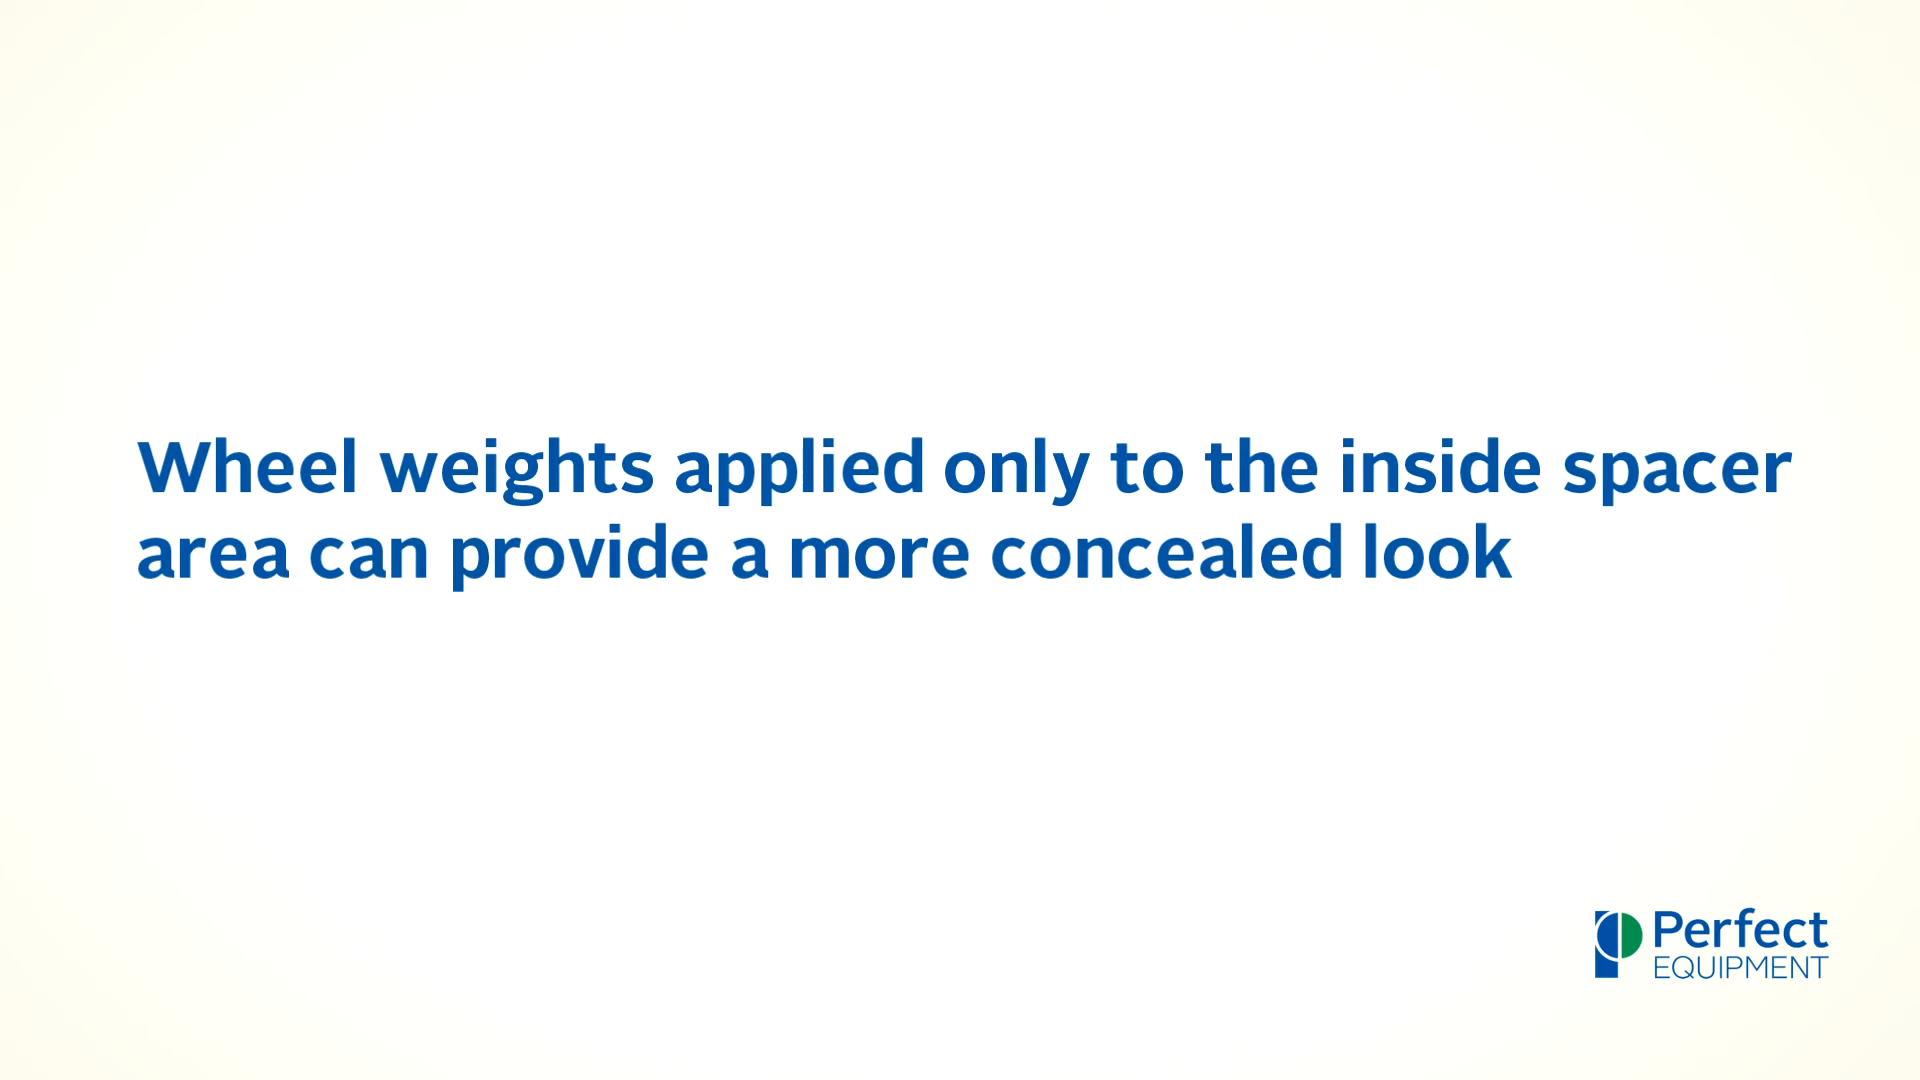 Wheel weights applied only to the inside spacer
area can provide a more concealed look
Perfect
EQUIPMENT